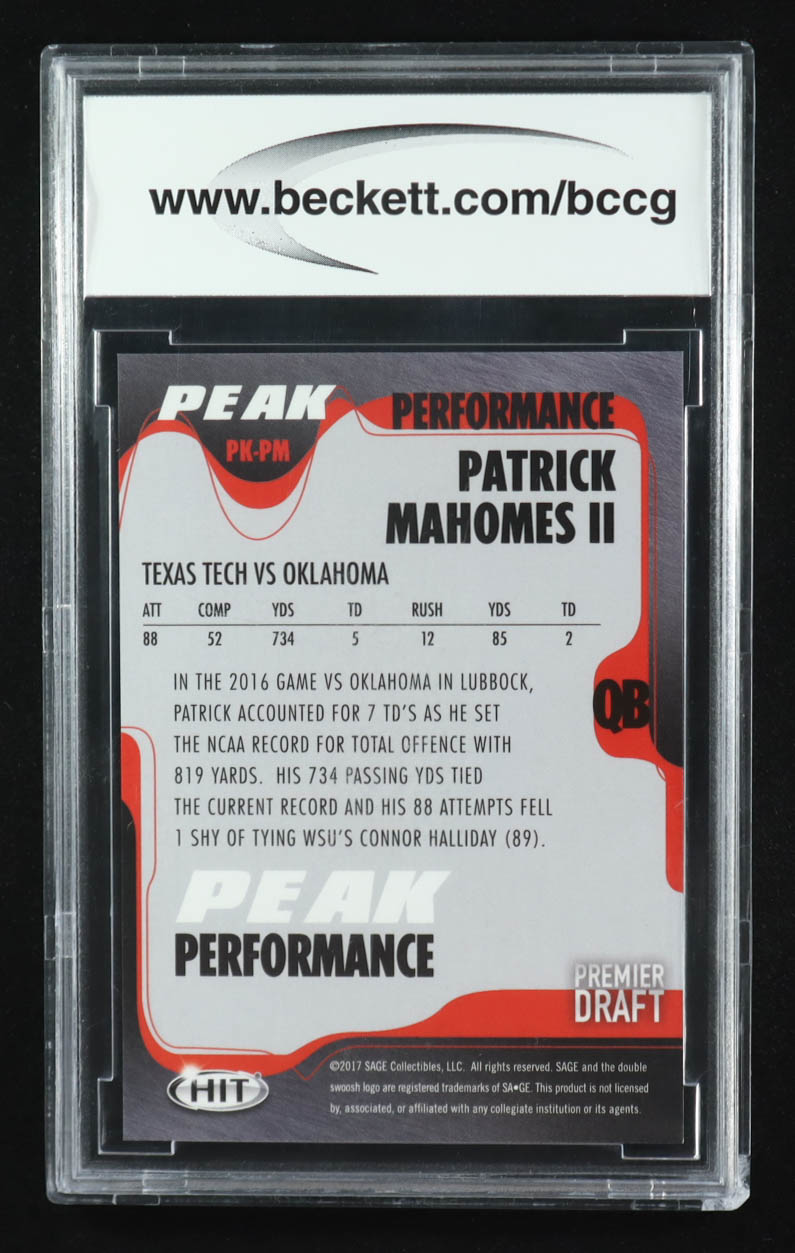 www.beckett.com/bccg
PEAK PERFORMANCE
PK-PM
PATRICK
MAHOMES II
TEXAS TECH VS OKLAHOMA
ATT COMP YDS TD RUSH YDS TD
88 52 734 5 12 85 2
IN THE 2016 GAME VS OKLAHOMA IN LUBBOCK,
PATRICK ACCOUNTED FOR 7 TD'S AS HE SET
THE NCAA RECORD FOR TOTAL OFFENCE WITH
819 YARDS. HIS 734 PASSING YDS TIED
THE CURRENT RECORD AND HIS 88 ATTEMPTS FELL
1 SHY OF TYING WSU'S CONNOR HALLIDAY (89).
QB
PEAK
PERFORMANCE
PREMIER
DRAFT
HIT
©2017 SAGE Collectibles, LLC. All rights reserved. SAGE and the double
swoosh logo are registered trademarks of SA•GE. This product is not licensed
by, associated, or affiliated with any collegiate institution or its agents.